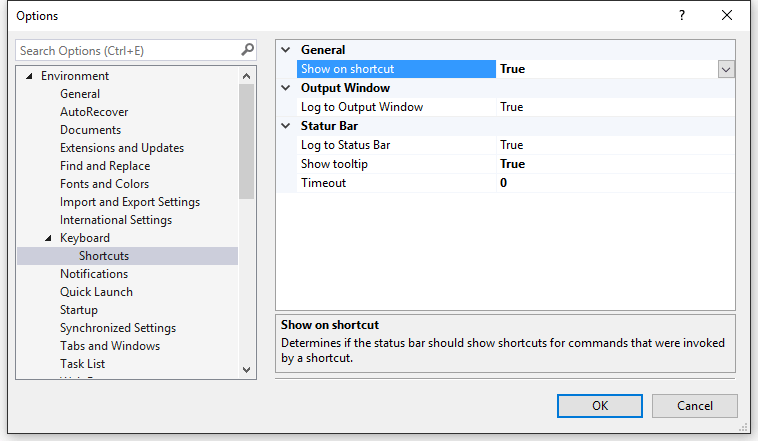 Options
?
Search Options (Ctrl+E)
Environment
General
AutoRecover
Documents
Extensions and Updates
Find and Replace
Fonts and Colors
Import and Export Settings
International Settings
Keyboard
Shortcuts
Notifications
Quick Launch
Startup
Synchronized Settings
Tabs and Windows
Task List
General
Show on shortcut True
Output Window
Log to Output Window True
Statur Bar
Log to Status Bar True
Show tooltip True
Timeout 0
Show on shortcut
Determines if the status bar should show shortcuts for commands that were invoked
by a shortcut.
OK Cancel